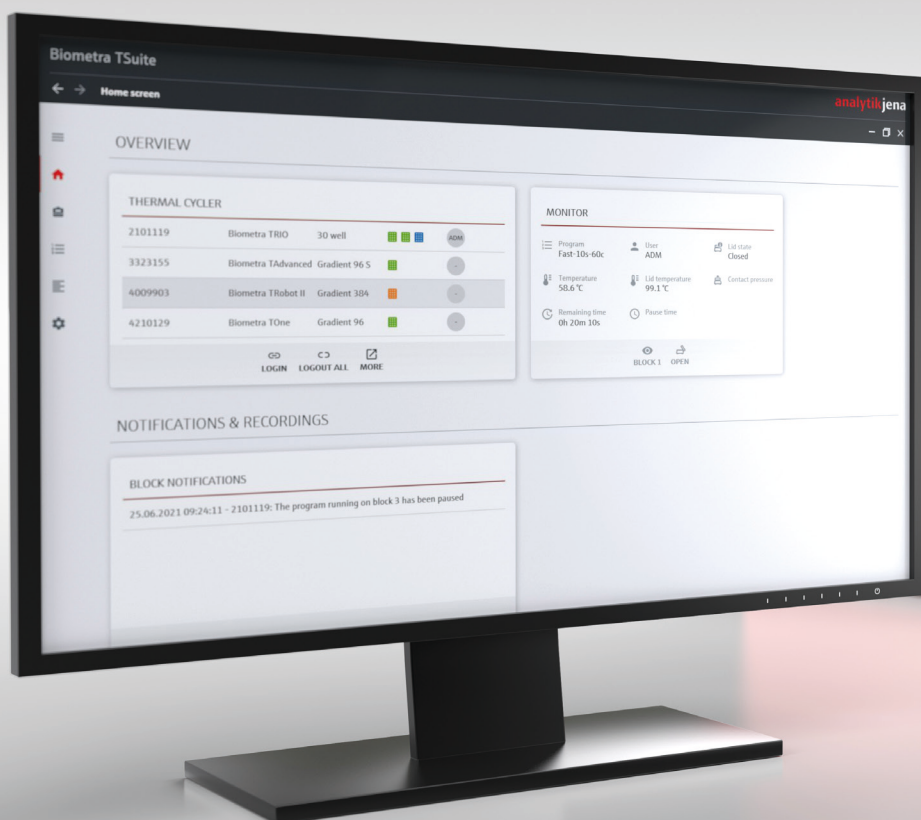 Biometra TSuite
Home screen
analytikjena
OVERVIEW
THERMAL CYCLER
2101119 Biometra TRIO 30 well ADM
3323155 Biometra TAdvanced Gradient 96 S -
4009903 Biometra TRobot II Gradient 384 -
4210129 Biometra TOne Gradient 96 -
LOGIN LOGOUT ALL MORE
MONITOR
Program User Lid state
Fast-10s-60c ADM Closed
Temperature Lid temperature Contact pressure
58.6 °C 99.1 °C
Remaining time Pause time
0h 20m 10s
BLOCK 1 OPEN
NOTIFICATIONS & RECORDINGS
BLOCK NOTIFICATIONS
25.06.2021 09:24:11 - 2101119: The program running on block 3 has been paused